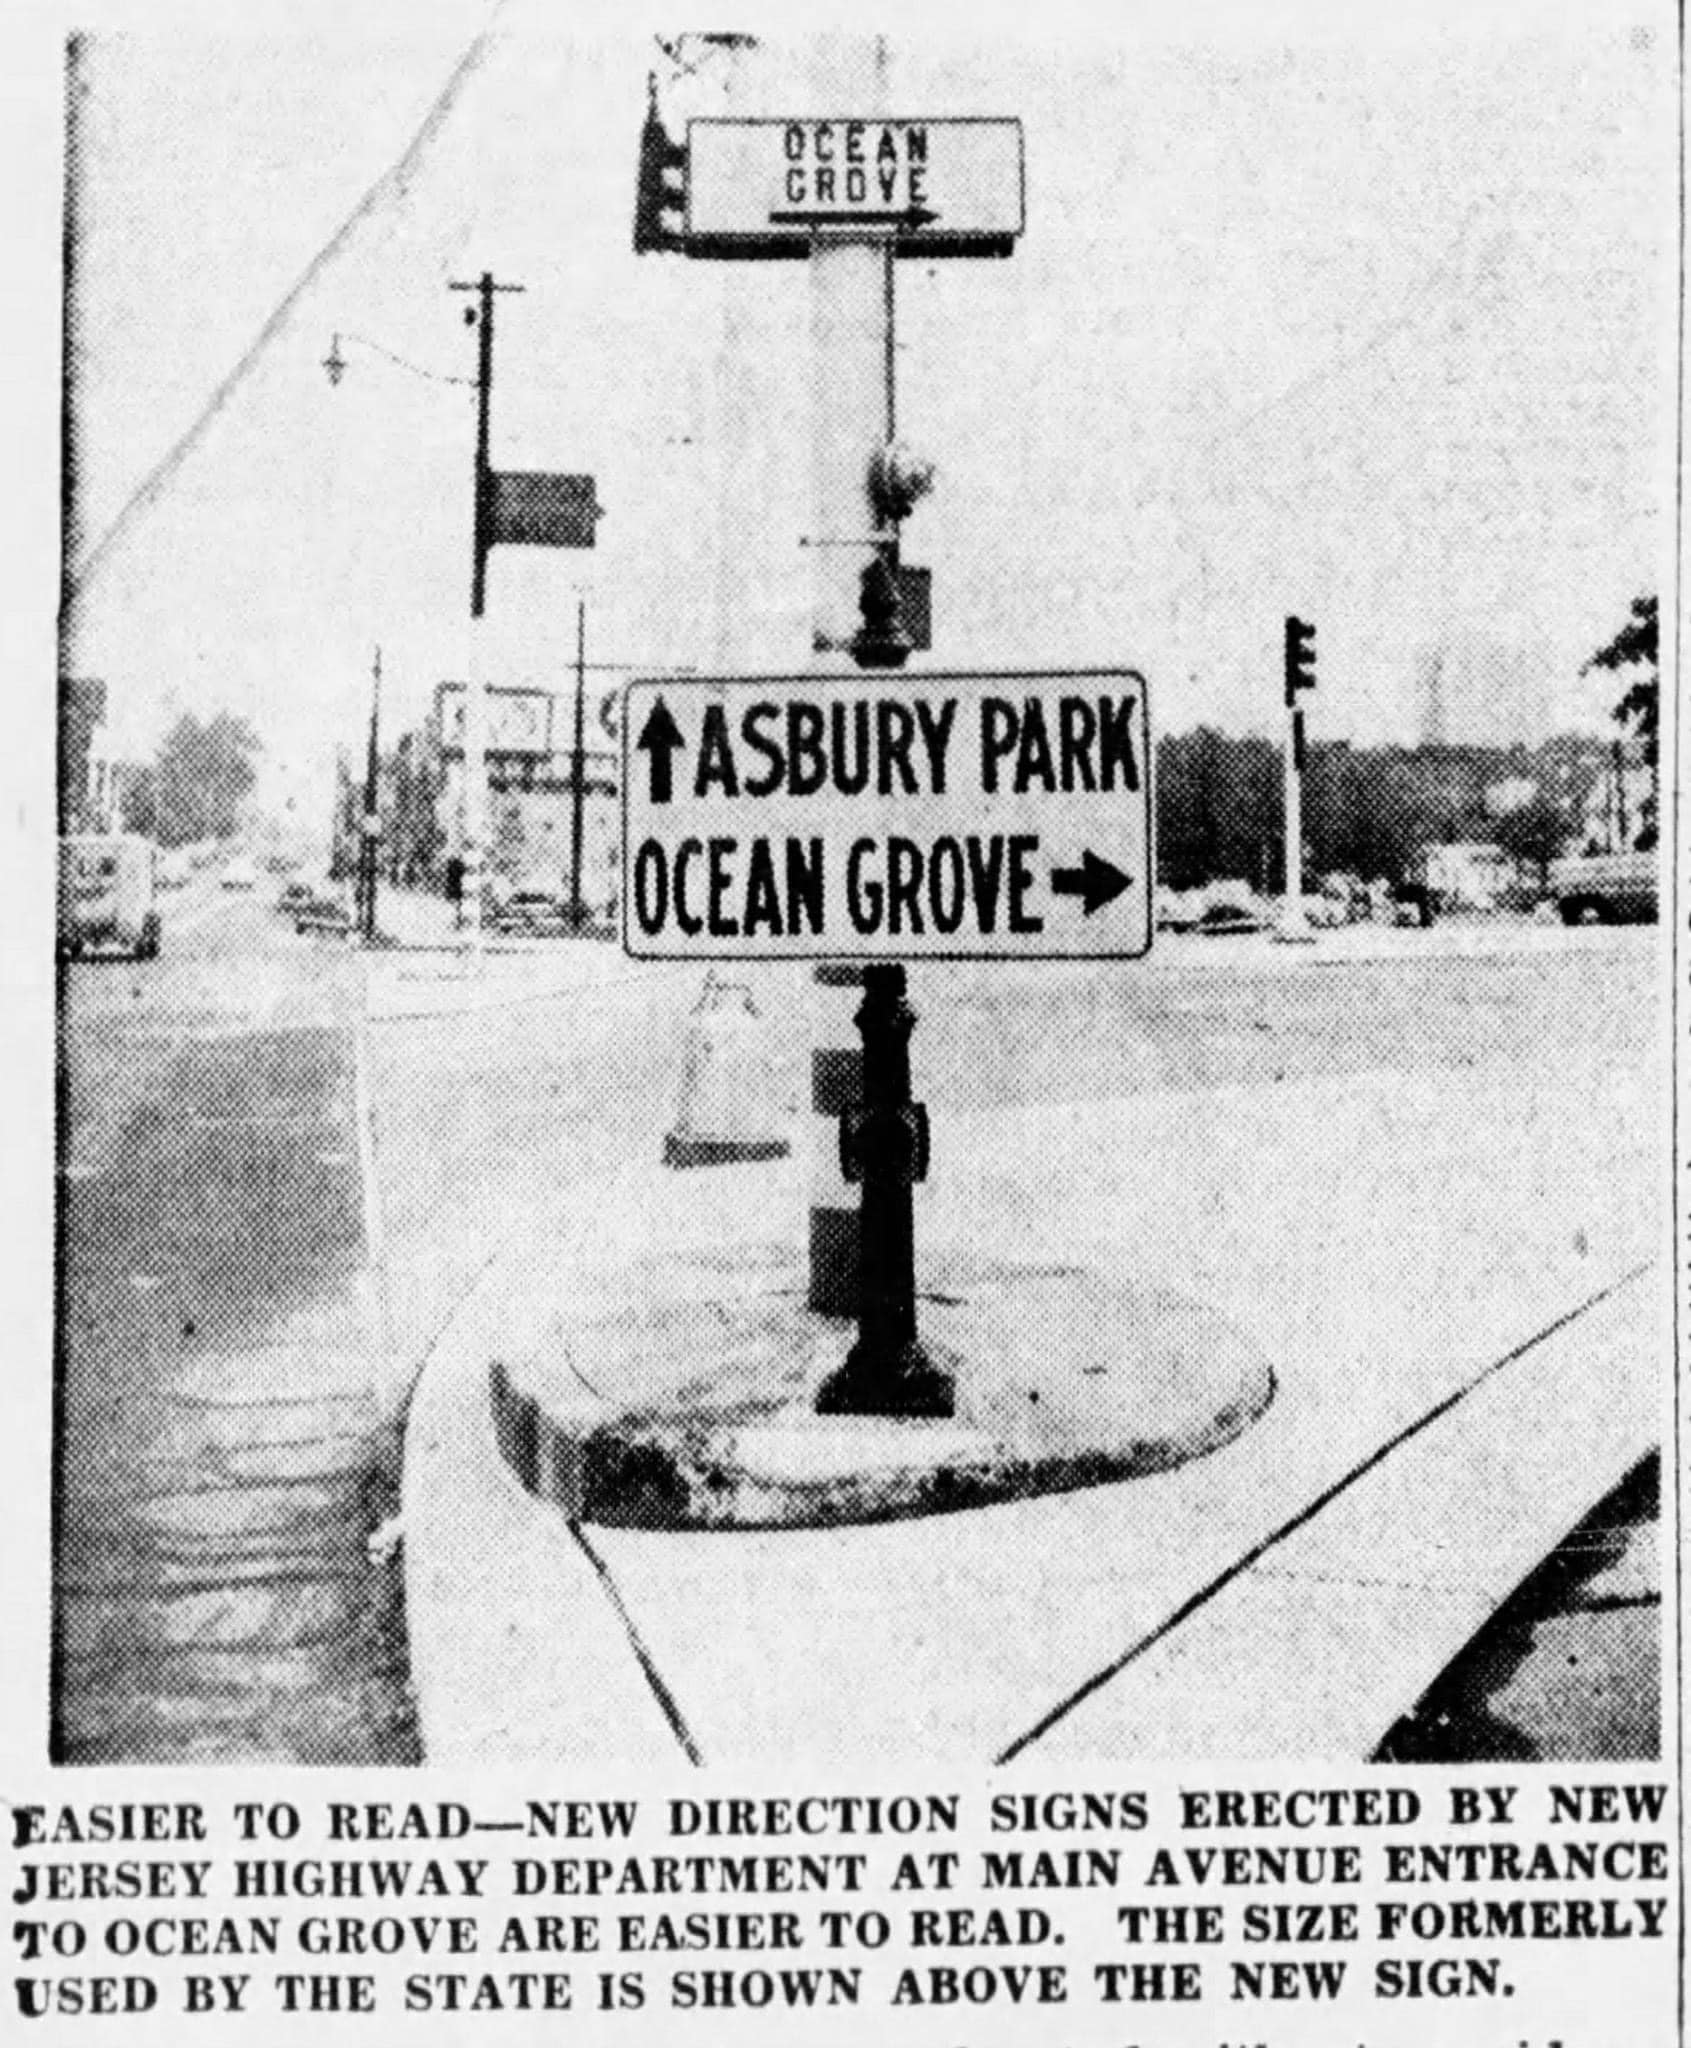 OCEAN
GROVE
ASBURY PARK
OCEAN GROVE
EASIER TO READ—NEW DIRECTION SIGNS ERECTED BY NEW
JERSEY HIGHWAY DEPARTMENT AT MAIN AVENUE ENTRANCE
TO OCEAN GROVE ARE EASIER TO READ. THE SIZE FORMERLY
USED BY THE STATE IS SHOWN ABOVE THE NEW SIGN.